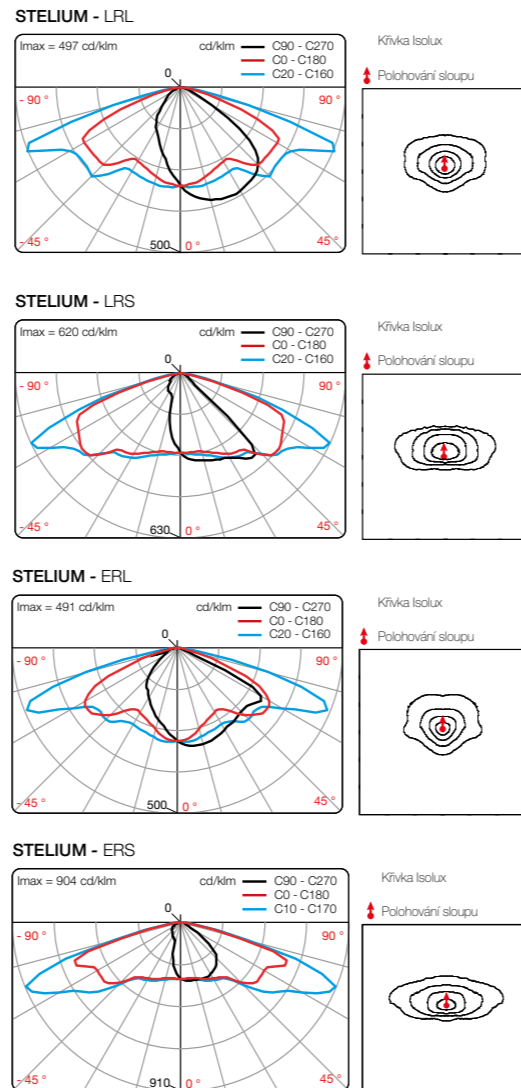 STELIUM - LRL
Imax = 497 cd/klm
cd/klm
C90 - C270
C0 - C180
C20 - C160
0
- 90 °
90 °
- 45 °
500
0 °
45 °
Křivka Isolux
Polohování sloupu
STELIUM - LRS
Imax = 620 cd/klm
cd/klm
C90 - C270
C0 - C180
C20 - C160
0
- 90 °
90 °
- 45 °
630
0 °
45 °
Křivka Isolux
Polohování sloupu
STELIUM - ERL
Imax = 491 cd/klm
cd/klm
C90 - C270
C0 - C180
C20 - C160
0
- 90 °
90 °
- 45 °
500
0 °
45 °
Křivka Isolux
Polohování sloupu
STELIUM - ERS
Imax = 904 cd/klm
cd/klm
C90 - C270
C0 - C180
C10 - C170
0
- 90 °
90 °
- 45 °
910
0 °
45 °
Křivka Isolux
Polohování sloupu